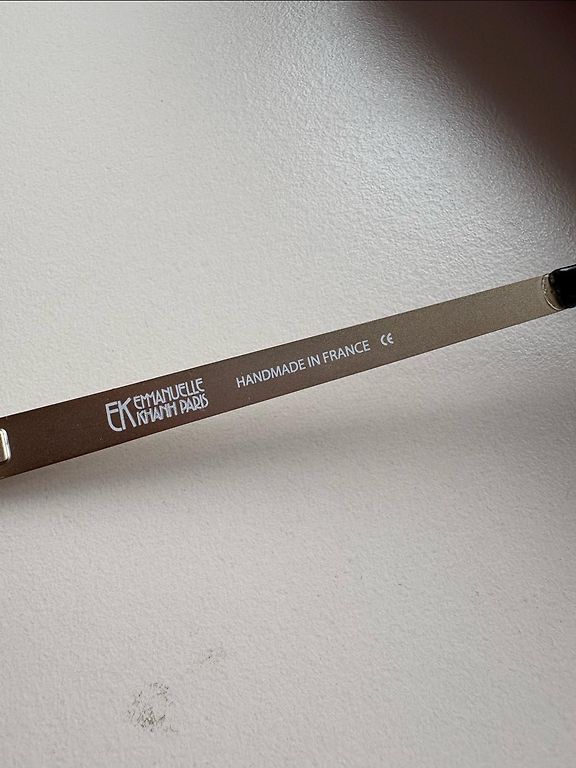 EK EMMANUELLE
KHANH PARIS
HANDMADE IN FRANCE CE